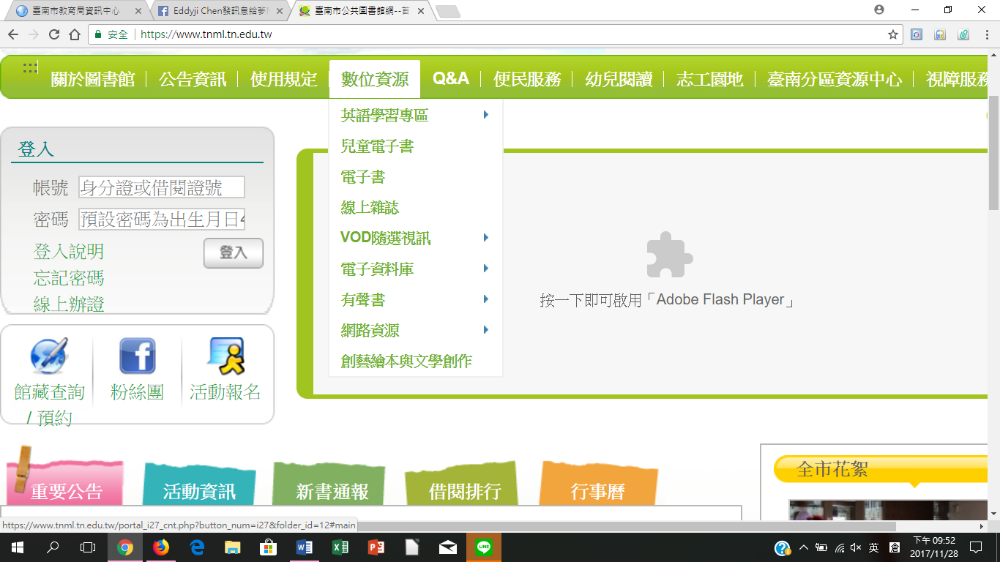 臺南市教育局資訊中心
Eddyji Chen發訊息給夢
臺南市公共圖書館網--首
安全
https://www.tnml.tn.edu.tw
關於圖書館
公告資訊
使用規定
數位資源
Q&A
便民服務
幼兒閱讀
志工園地
臺南分區資源中心
視障服務
英語學習專區
兒童電子書
電子書
線上雜誌
VOD隨選視訊
電子資料庫
有聲書
網路資源
創藝繪本與文學創作
登入
帳號 身分證或借閱證號
密碼 預設密碼為出生月日4
登入說明
登入
忘記密碼
線上辦證
按一下即可啟用「Adobe Flash Player」
館藏查詢
/ 預約
粉絲團
活動報名
重要公告
活動資訊
新書通報
借閱排行
行事曆
全市花絮
https://www.tnml.tn.edu.tw/portal_i27_cnt.php?button_num=i27&folder_id=12#main
LINE
英
下午 09:52
2017/11/28